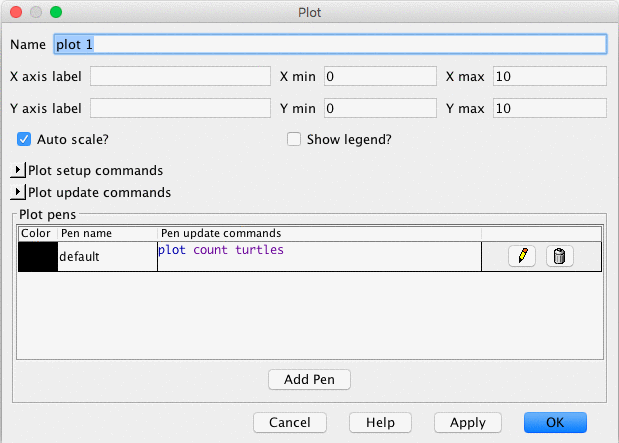 Plot
Name plot 1
X axis label X min 0 X max 10
Y axis label Y min 0 Y max 10
Auto scale? Show legend?
Plot setup commands
Plot update commands
Plot pens
Color Pen name Pen update commands
default plot count turtles
Add Pen
Cancel Help Apply OK